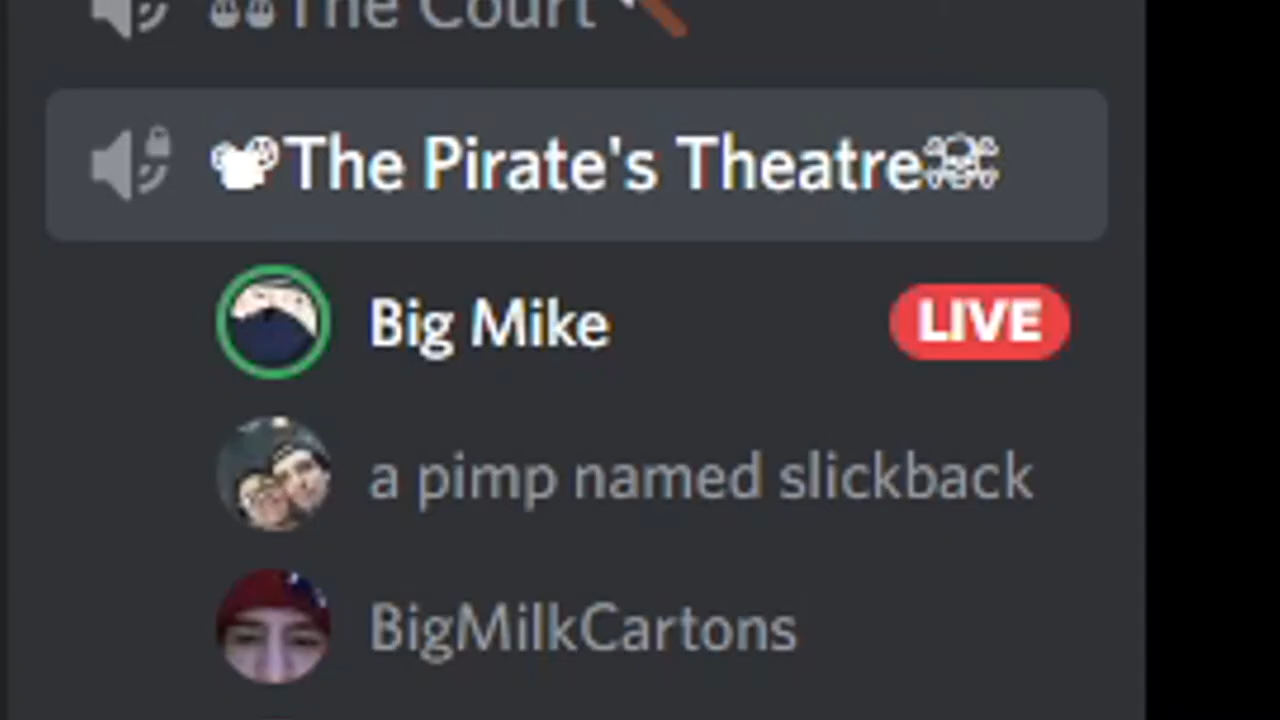 The Court
The Pirate's Theatre
Big Mike
LIVE
a pimp named slickback
BigMilkCartons